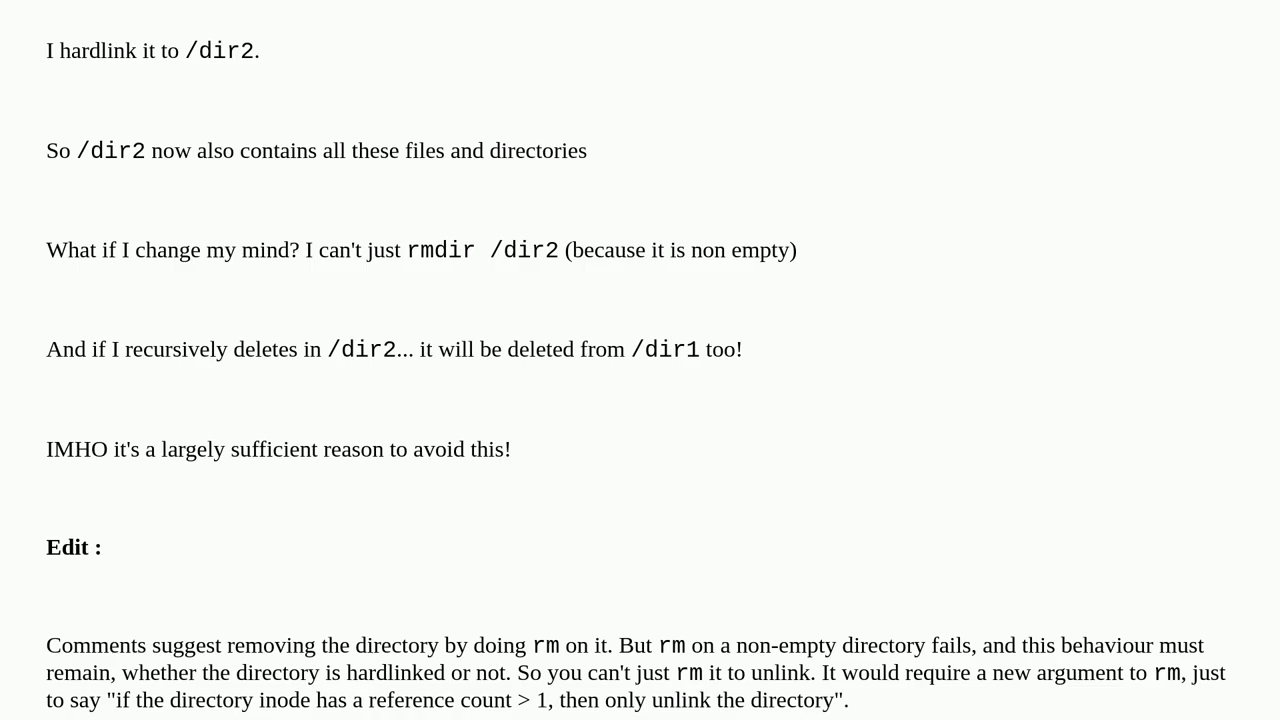 I hardlink it to /dir2.
So /dir2 now also contains all these files and directories
What if I change my mind? I can't just rmdir /dir2 (because it is non empty)
And if I recursively deletes in /dir2... it will be deleted from /dir1 too!
IMHO it's a largely sufficient reason to avoid this!
Edit :
Comments suggest removing the directory by doing rm on it. But rm on a non-empty directory fails, and this behaviour must
remain, whether the directory is hardlinked or not. So you can't just rm it to unlink. It would require a new argument to rm, just
to say "if the directory inode has a reference count > 1, then only unlink the directory".